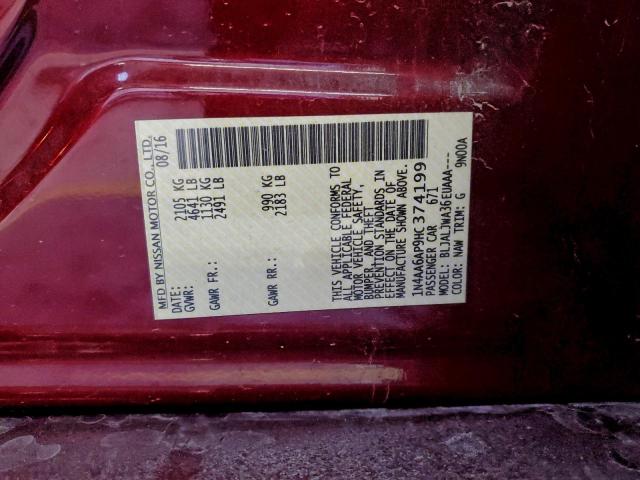 MFD BY NISSAN MOTOR CO., LTD.
DATE: 08/16
GVWR: 2105 KG
4641 LB
GAWR FR.: 1130 KG
2491 LB
GAWR RR.: 990 KG
2183 LB
THIS VEHICLE CONFORMS TO
ALL APPLICABLE FEDERAL
MOTOR VEHICLE SAFETY,
BUMPER, AND THEFT
PREVENTION STANDARDS IN
EFFECT ON THE DATE OF
MANUFACTURE SHOWN ABOVE.
1N4AA6AP9HC374199
PASSENGER CAR 671
MODEL: BLJALJWA36EUAAA---
COLOR: NAW TRIM: G 9N00A